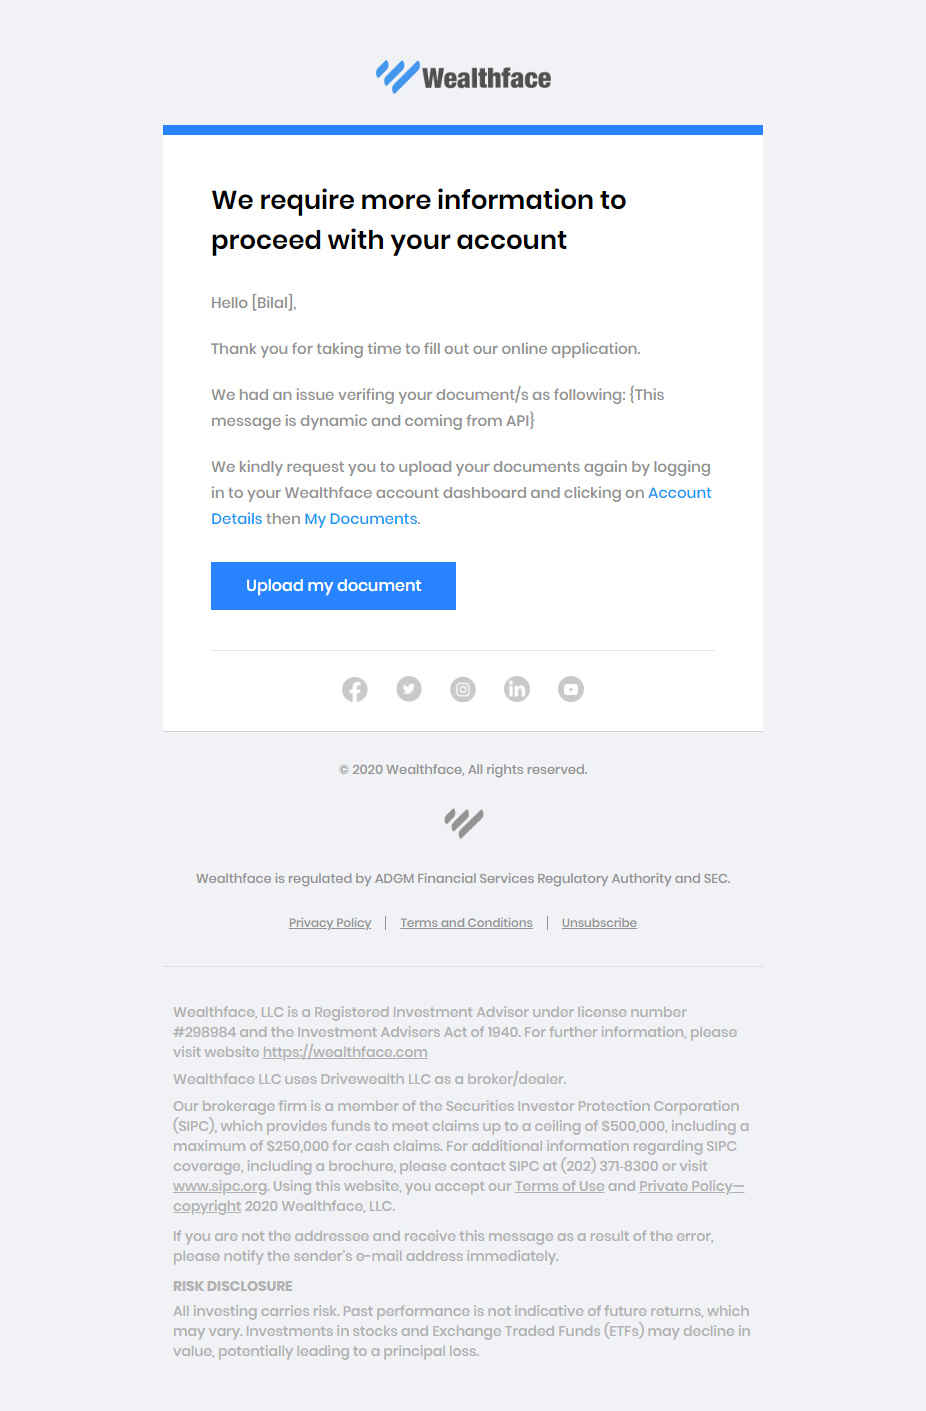 Wealthface
We require more information to
proceed with your account
Hello [Bilal],
Thank you for taking time to fill out our online application.
We had an issue verifing your document/s as following: {This
message is dynamic and coming from API}
We kindly request you to upload your documents again by logging
in to your Wealthface account dashboard and clicking on Account
Details then My Documents.
Upload my document
© 2020 Wealthface, All rights reserved.
Wealthface is regulated by ADGM Financial Services Regulatory Authority and SEC.
Privacy Policy | Terms and Conditions | Unsubscribe
Wealthface, LLC is a Registered Investment Advisor under license number
#298984 and the Investment Advisers Act of 1940. For further information, please
visit website https://wealthface.com
Wealthface LLC uses Drivewealth LLC as a broker/dealer.
Our brokerage firm is a member of the Securities Investor Protection Corporation
(SIPC), which provides funds to meet claims up to a ceiling of $500,000, including a
maximum of $250,000 for cash claims. For additional information regarding SIPC
coverage, including a brochure, please contact SIPC at (202) 371-8300 or visit
www.sipc.org. Using this website, you accept our Terms of Use and Private Policy—
copyright 2020 Wealthface, LLC.
If you are not the addressee and receive this message as a result of the error,
please notify the sender's e-mail address immediately.
RISK DISCLOSURE
All investing carries risk. Past performance is not indicative of future returns, which
may vary. Investments in stocks and Exchange Traded Funds (ETFs) may decline in
value, potentially leading to a principal loss.